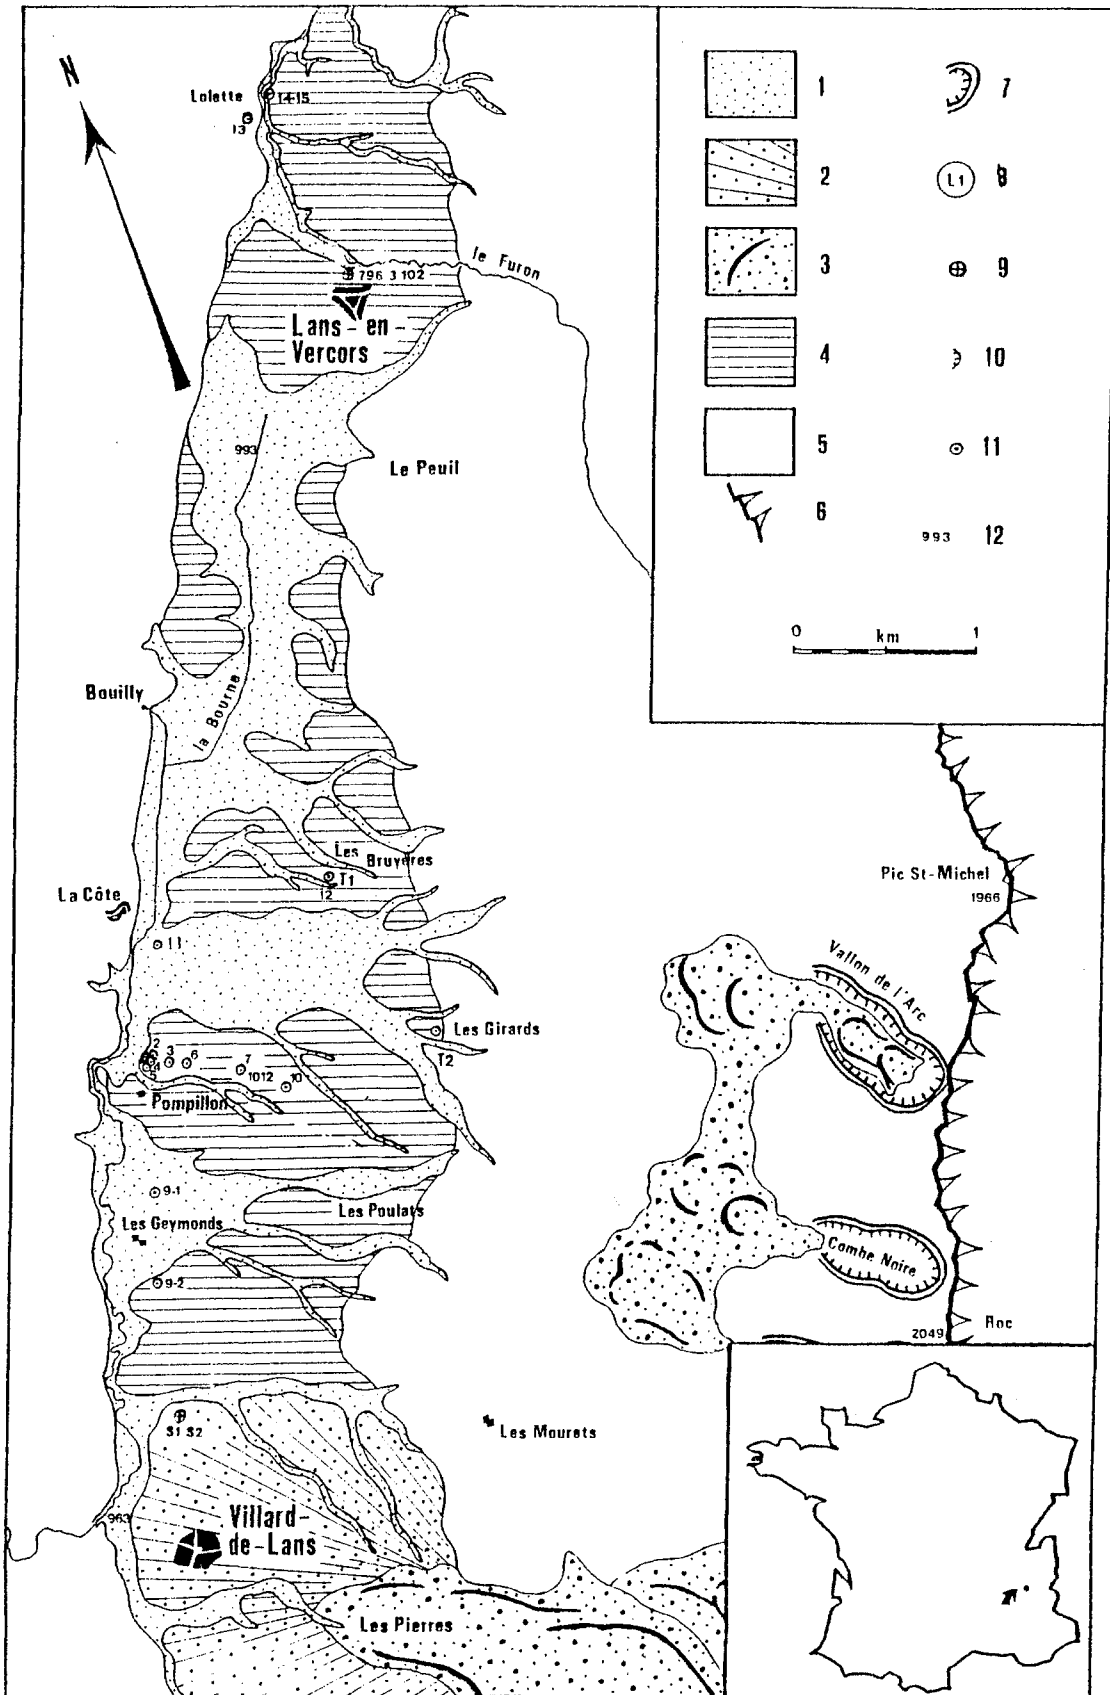 N
Lolette
14-15
13
le Furon
796 3 102
Lans-en-
Vercors
993
Le Peuil
Bouilly
la Bourne
Les Bruyères
T1
12
La Côte
11
Les Girards
T2
2
3
6
7
4
5
1012
10
Pompillon
9-1
Les Geymonds
Les Poulats
9-2
S1 S2
Les Mourets
963
Villard-
de-Lans
Les Pierres
1
2
3
4
5
6
7
L1
8
9
10
11
993
12
0
km
1
Pic St-Michel
1966
Vallon de l'Arc
Combe Noire
2049
Roc